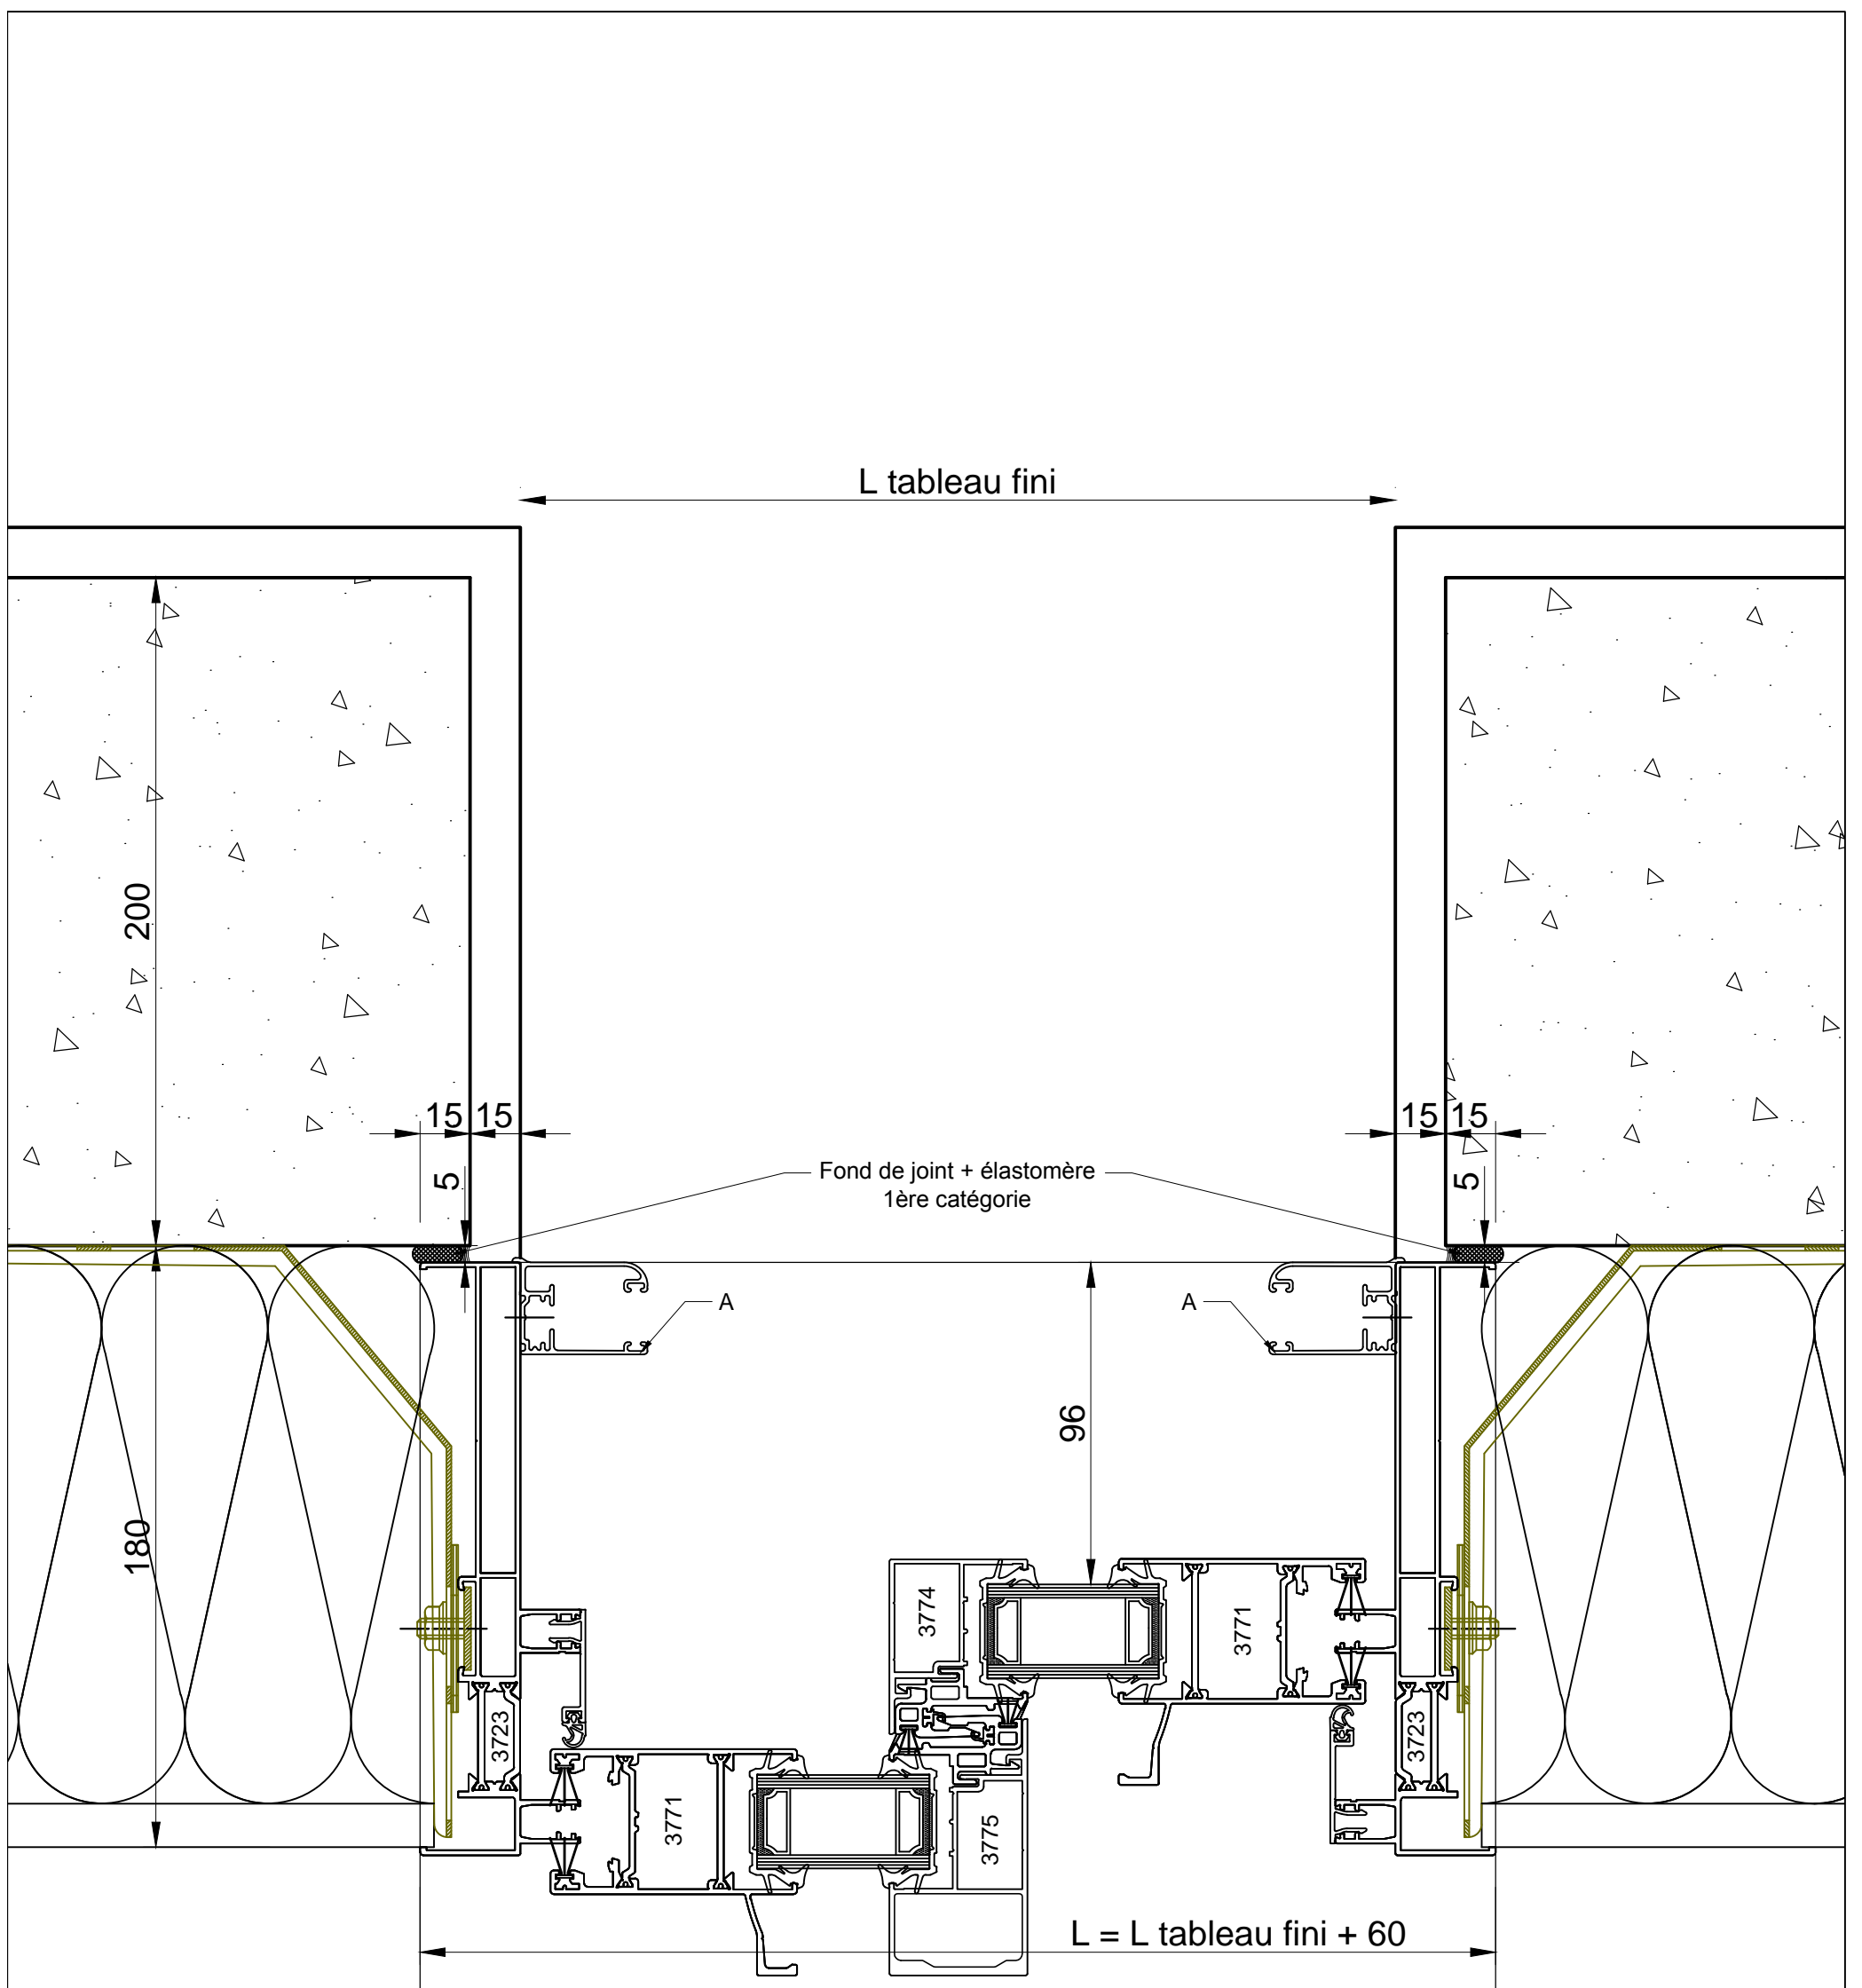 L tableau fini
200
15 15
15 15
5
5
Fond de joint + élastomère
1ère catégorie
A
A
96
180
3774
3771
3723
3723
3771
3775
L = L tableau fini + 60